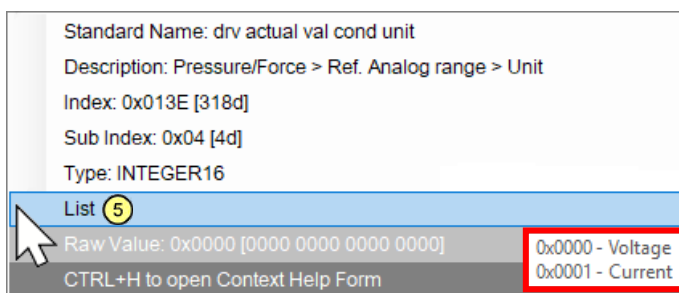 Standard Name: drv actual val cond unit
Description: Pressure/Force > Ref. Analog range > Unit
Index: 0x013E [318d]
Sub Index: 0x04 [4d]
Type: INTEGER16
List 5
Raw Value: 0x0000 [0000 0000 0000 0000]
0x0000 - Voltage
0x0001 - Current
CTRL+H to open Context Help Form